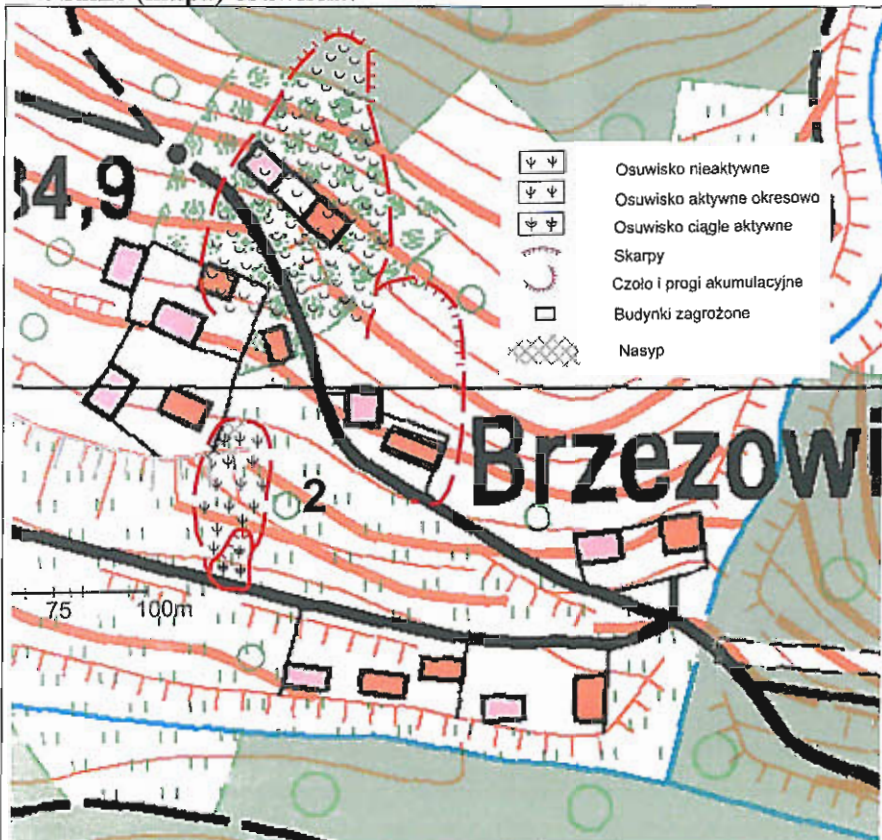 34,9
Osuwisko nieaktywne
Osuwisko aktywne okresowo
Osuwisko ciągle aktywne
Skarpy
Czoło i progi akumulacyjne
Budynki zagrożone
Nasyp
Brzezowi
2
75 100m